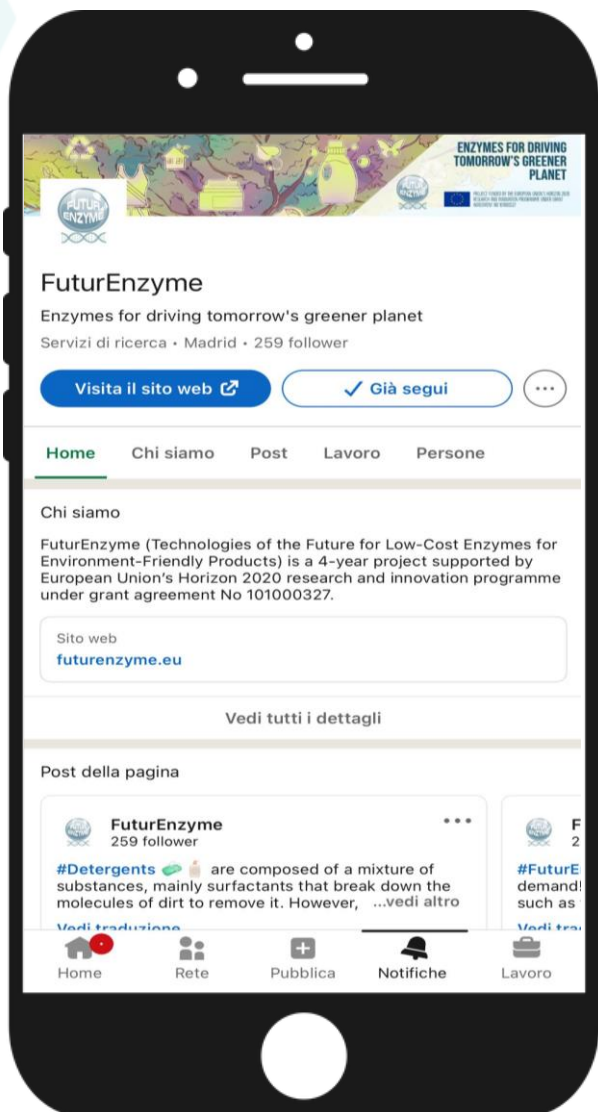 ENZYMES FOR DRIVING
TOMORROW'S GREENER
PLANET
FUTUR
ENZYME
FuturEnzyme
Enzymes for driving tomorrow's greener planet
Servizi di ricerca • Madrid • 259 follower
Visita il sito web
Già segui
Home Chi siamo Post Lavoro Persone
Chi siamo
FuturEnzyme (Technologies of the Future for Low-Cost Enzymes for
Environment-Friendly Products) is a 4-year project supported by
European Union's Horizon 2020 research and innovation programme
under grant agreement No 101000327.
Sito web
futurenzyme.eu
Vedi tutti i dettagli
Post della pagina
FuturEnzyme
259 follower
#Detergents 🧼 🧴 are composed of a mixture of
substances, mainly surfactants that break down the
molecules of dirt to remove it. However, ...vedi altro
Vedi traduzione
F
2
#FuturE
demand!
such as
Vedi tra
Home Rete Pubblica Notifiche Lavoro